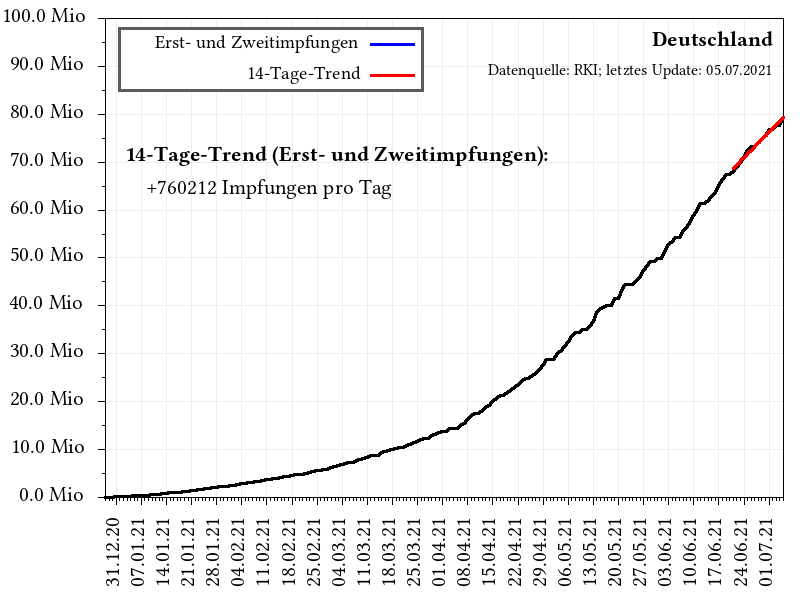 100.0 Mio
90.0 Mio
80.0 Mio
70.0 Mio
60.0 Mio
50.0 Mio
40.0 Mio
30.0 Mio
20.0 Mio
10.0 Mio
0.0 Mio
Erst- und Zweitimpfungen
14-Tage-Trend
Deutschland
Datenquelle: RKI; letztes Update: 05.07.2021
14-Tage-Trend (Erst- und Zweitimpfungen):
+760212 Impfungen pro Tag
31.12.20
07.01.21
14.01.21
21.01.21
28.01.21
04.02.21
11.02.21
18.02.21
25.02.21
04.03.21
11.03.21
18.03.21
25.03.21
01.04.21
08.04.21
15.04.21
22.04.21
29.04.21
06.05.21
13.05.21
20.05.21
27.05.21
03.06.21
10.06.21
17.06.21
24.06.21
01.07.21